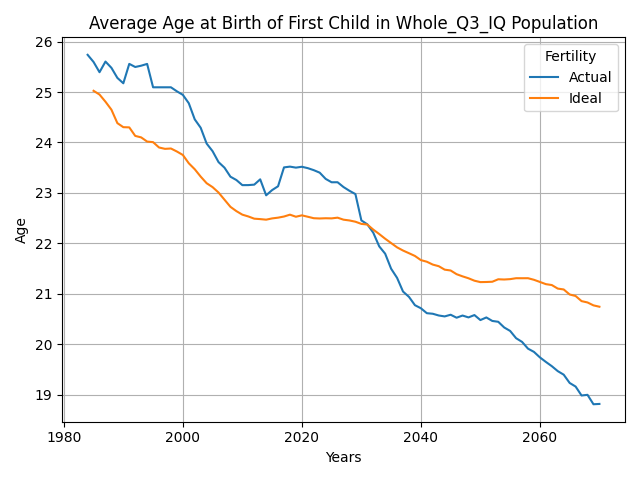 Average Age at Birth of First Child in Whole_Q3_IQ Population
Fertility
Actual
Ideal
Age
26
25
24
23
22
21
20
19
1980
2000
2020
2040
2060
Years